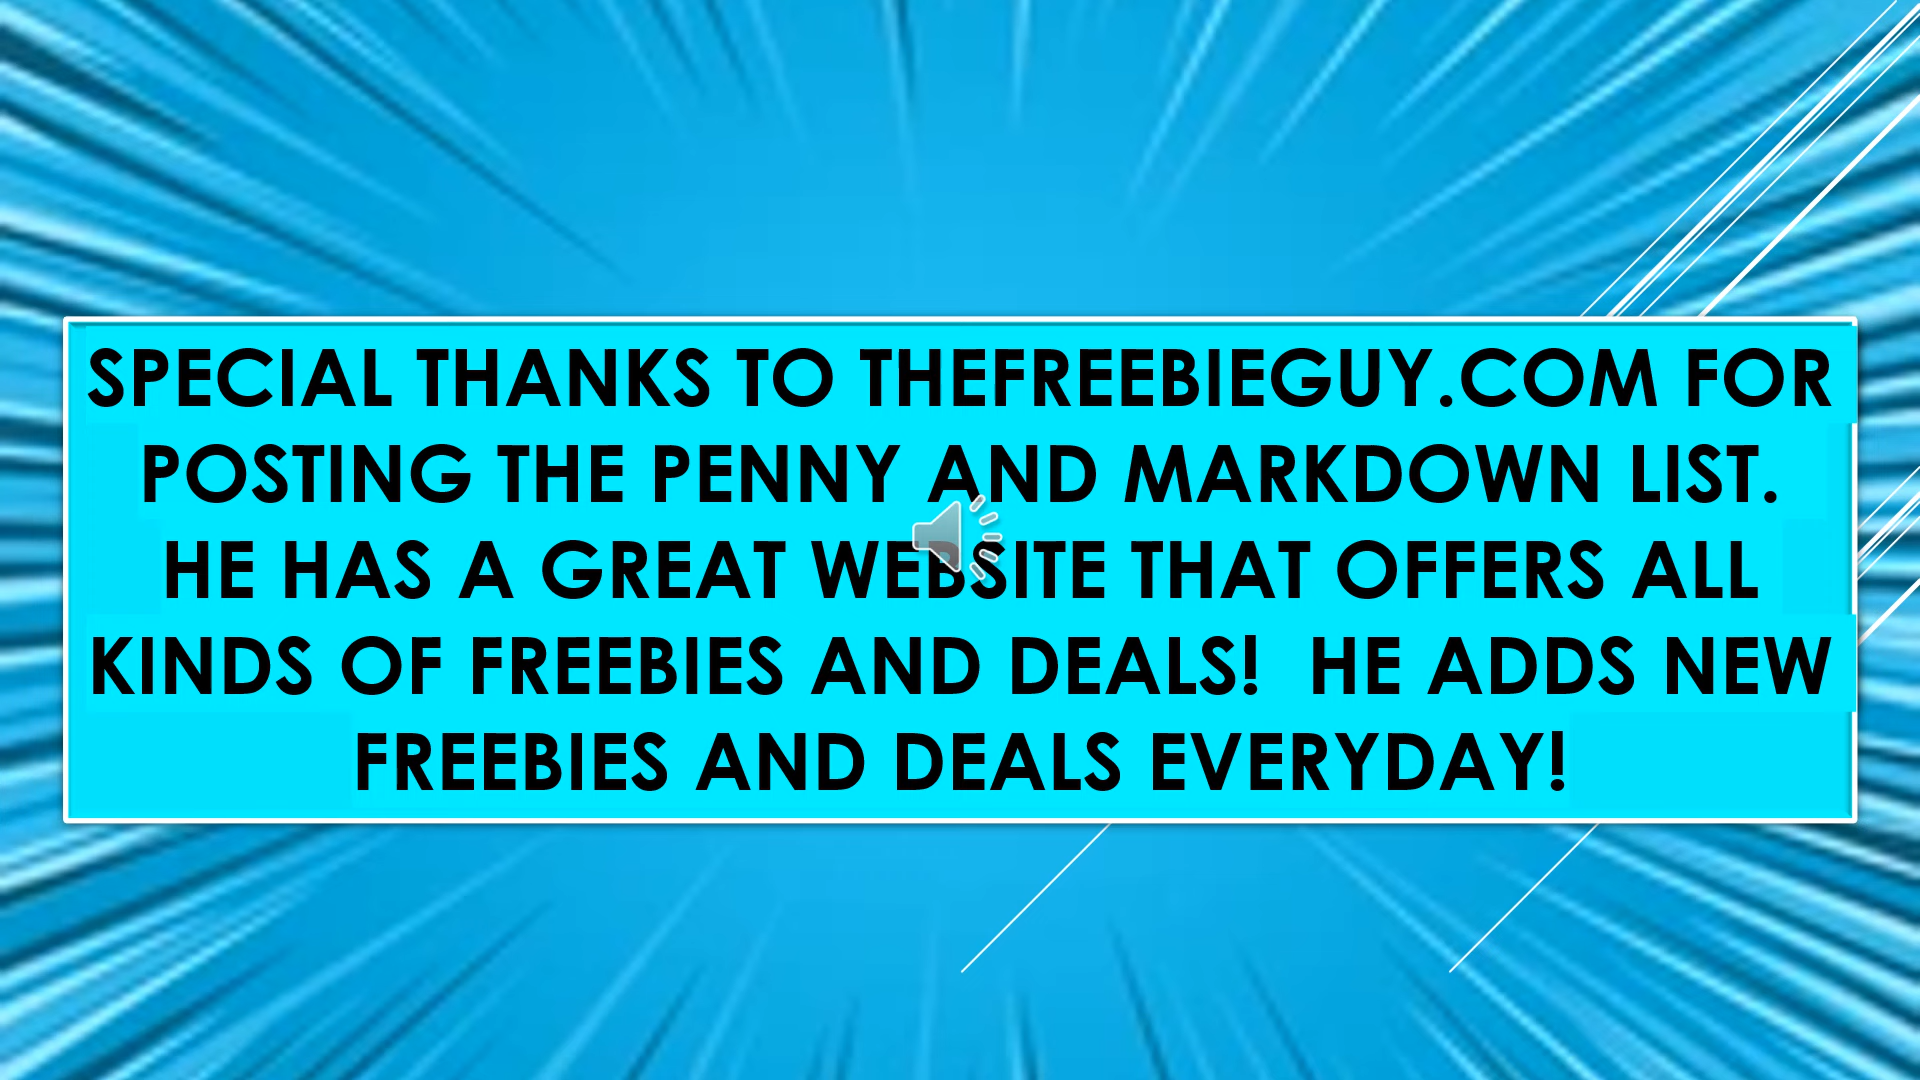 SPECIAL THANKS TO THEFREEBIEGUY.COM FOR
POSTING THE PENNY AND MARKDOWN LIST.
HE HAS A GREAT WEBSITE THAT OFFERS ALL
KINDS OF FREEBIES AND DEALS!  HE ADDS NEW
FREEBIES AND DEALS EVERYDAY!